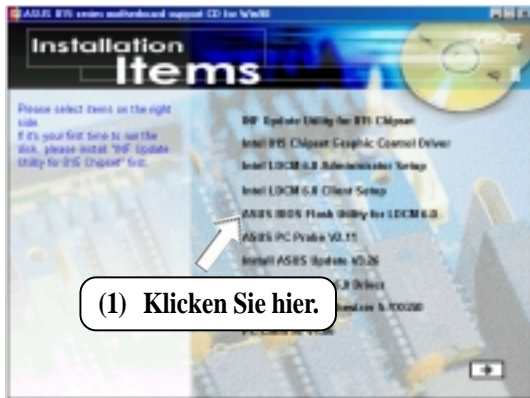 ASUS 815 series motherboard support CD for Win98
ASUS
Installation
Items
Please select items on the right
side.
If it's your first time to run the
disk, please install "INF Update
Utility for 815 Chipset" first.
INF Update Utility for 815 Chipset
Intel 815 Chipset Graphic Control Driver
Intel LDCM 6.0 Administrator Setup
Intel LDCM 6.0 Client Setup
ASUS BIOS Flash Utility for LDCM 6.0
ASUS PC Probe V2.11
Install ASUS Update V3.26
(1) Klicken Sie hier.